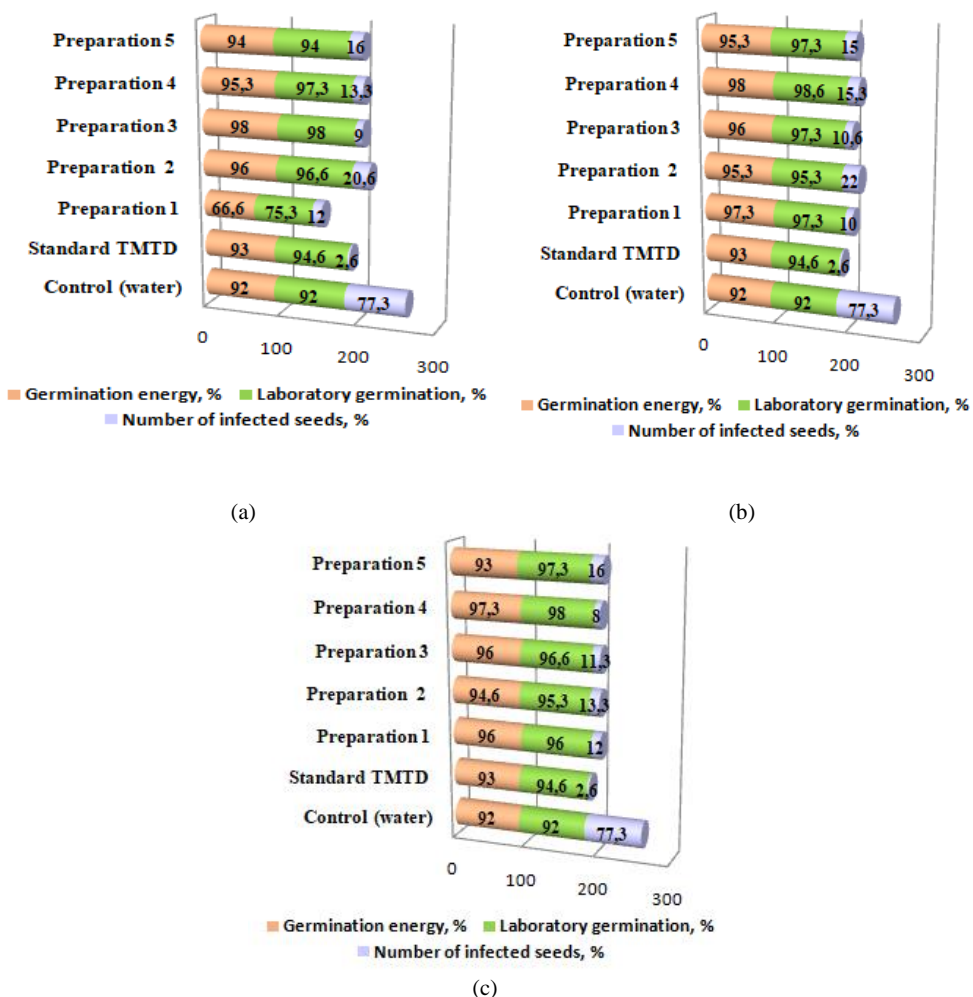 Preparation 5 94 94 16
Preparation 4 95,3 97,3 13,3
Preparation 3 98 98 9
Preparation 2 96 96,6 20,6
Preparation 1 66,6 75,3 12
Standard TMTD 93 94,6 2,6
Control (water) 92 92 77,3
0 100 200 300
Germination energy, % Laboratory germination, %
Number of infected seeds, %
(a)
Preparation 5 95,3 97,3 15
Preparation 4 98 98,6 15,3
Preparation 3 96 97,3 10,6
Preparation 2 95,3 95,3 22
Preparation 1 97,3 97,3 10
Standard TMTD 93 94,6 2,6
Control (water) 92 92 77,3
0 100 200 300
Germination energy, % Laboratory germination, %
Number of infected seeds, %
(b)
Preparation 5 93 97,3 16
Preparation 4 97,3 98 8
Preparation 3 96 96,6 11,3
Preparation 2 94,6 95,3 13,3
Preparation 1 96 96 12
Standard TMTD 93 94,6 2,6
Control (water) 92 92 77,3
0 100 200 300
Germination energy, % Laboratory germination, %
Number of infected seeds, %
(c)